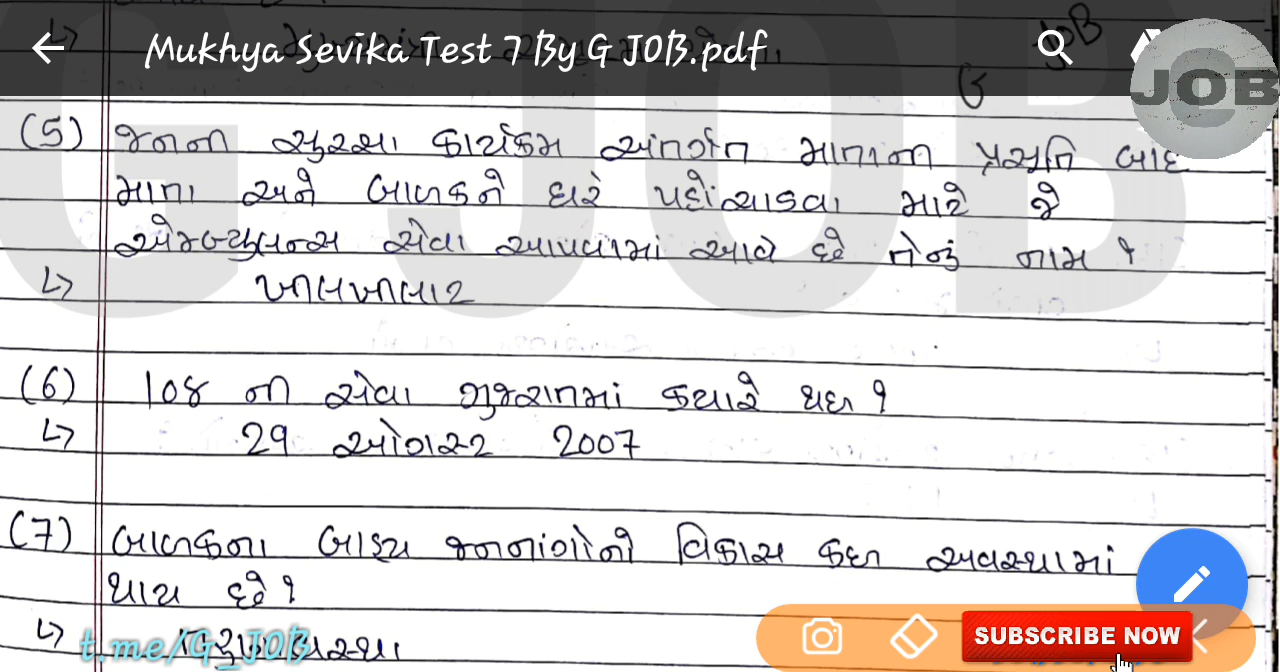 Mukhya Sevika Test 7 By G JOB.pdf
JOB
G
JOB
(5) જનની સુરક્ષા કાર્યક્રમ અંતર્ગત માતાની પ્રસુતિ બાદ
માતા અને બાળકને ઘરે પહોંચાડવા માટે જે
એમ્બ્યુલન્સ સેવા આપવામાં આવે છે તેનું નામ ?
↳ ખીલખીલાટ
(6) 108 ની સેવા ગુજરાતમાં કયારે થઇ ?
↳ 29 ઓગસ્ટ 2007
(7) બાળકના બાહ્ય જનનાંગોનો વિકાસ કઇ અવસ્થામાં
થાય છે ?
↳
t.me/G_JOB
SUBSCRIBE NOW